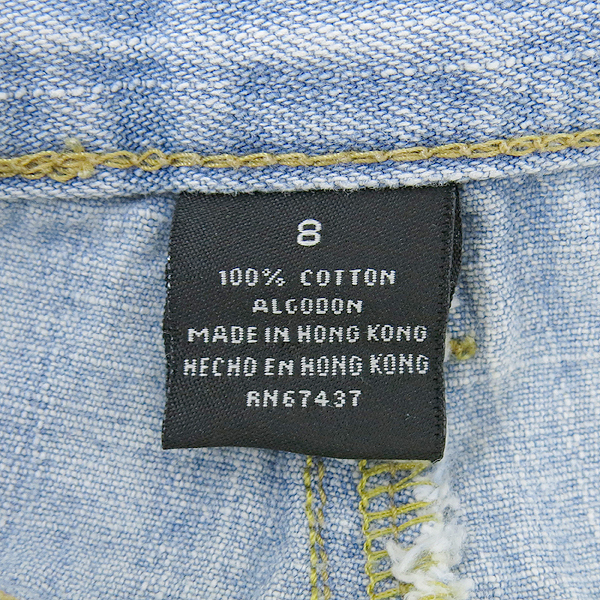 8
100% COTTON
ALGODON
MADE IN HONG KONG
HECHO EN HONG KONG
RN67437